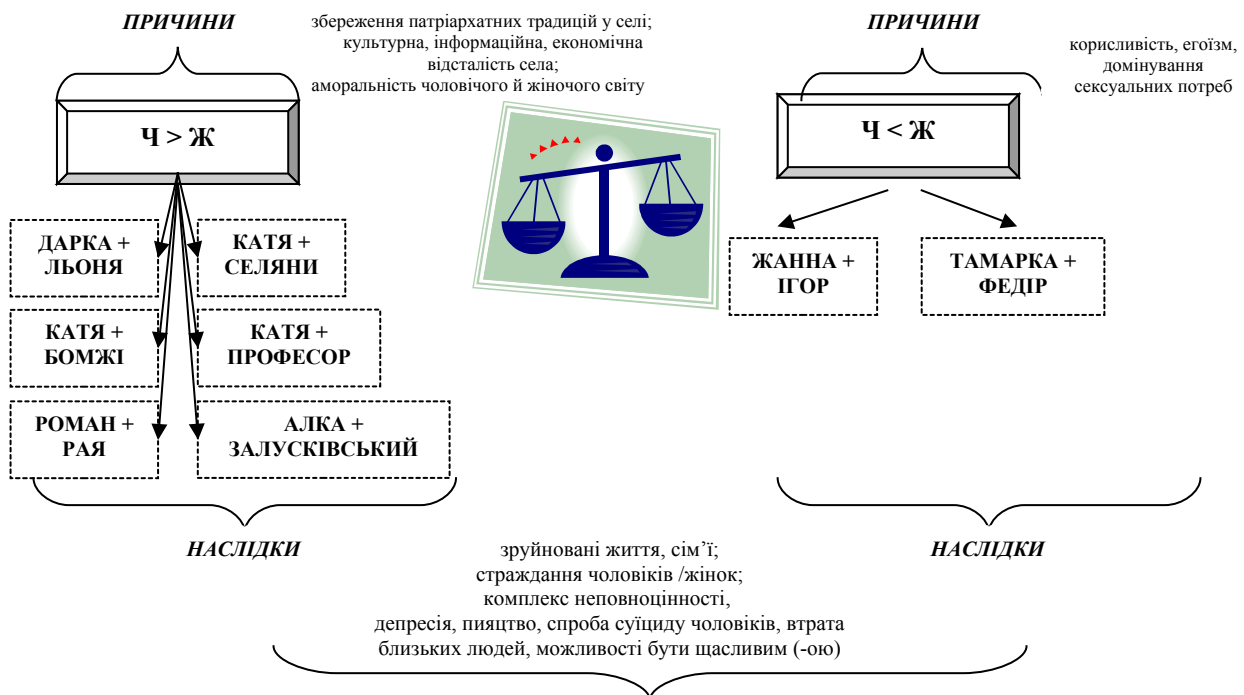 ПРИЧИНИ
збереження патріархатних традицій у селі;
культурна, інформаційна, економічна
відсталість села;
аморальність чоловічого й жіночого світу
Ч > Ж
ДАРКА +
ЛЬОНЯ
КАТЯ +
СЕЛЯНИ
КАТЯ +
БОМЖІ
КАТЯ +
ПРОФЕСОР
РОМАН +
РАЯ
АЛКА +
ЗАЛУСКІВСЬКИЙ
НАСЛІДКИ
ПРИЧИНИ
корисливість, егоїзм,
домінування
сексуальних потреб
Ч < Ж
ЖАННА +
ІГОР
ТАМАРКА +
ФЕДІР
НАСЛІДКИ
зруйновані життя, сім’ї;
страждання чоловіків /жінок;
комплекс неповноцінності,
депресія, пияцтво, спроба суїциду чоловіків, втрата
близьких людей, можливості бути щасливим (-ою)